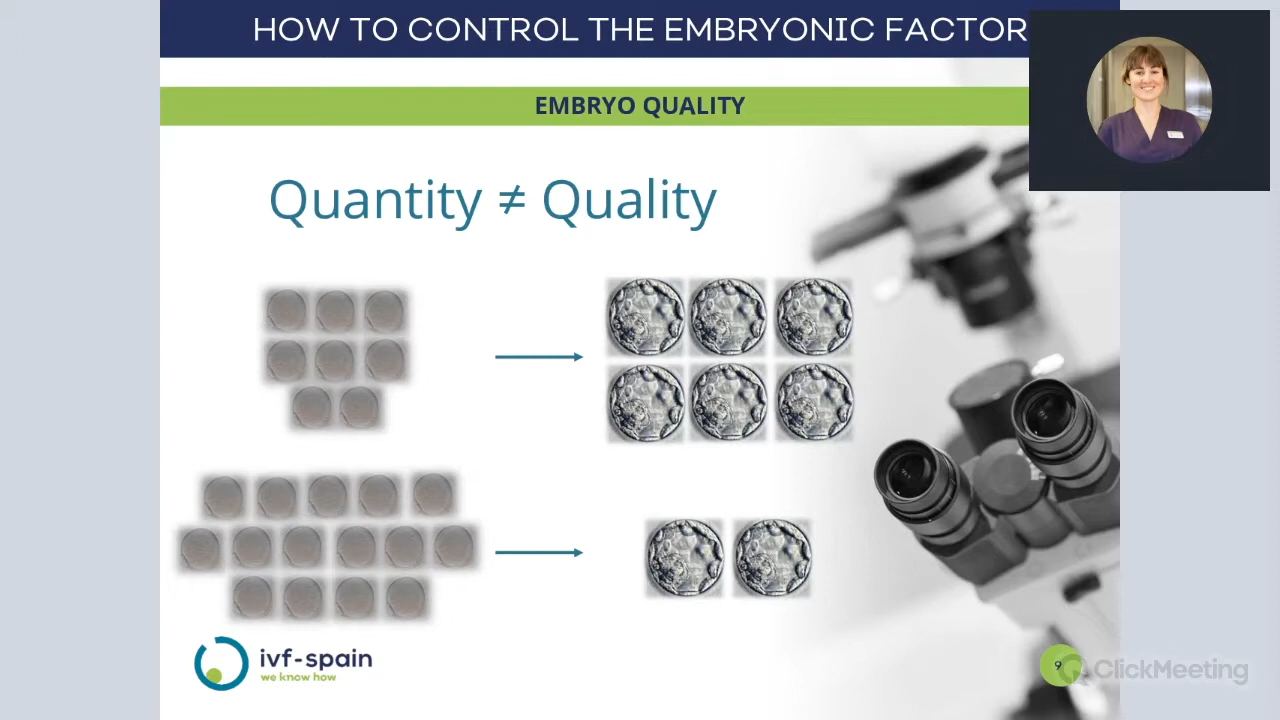 HOW TO CONTROL THE EMBRYONIC FACTOR
EMBRYO QUALITY
Quantity ≠ Quality
ivf-spain
we know how
9
ClickMeeting